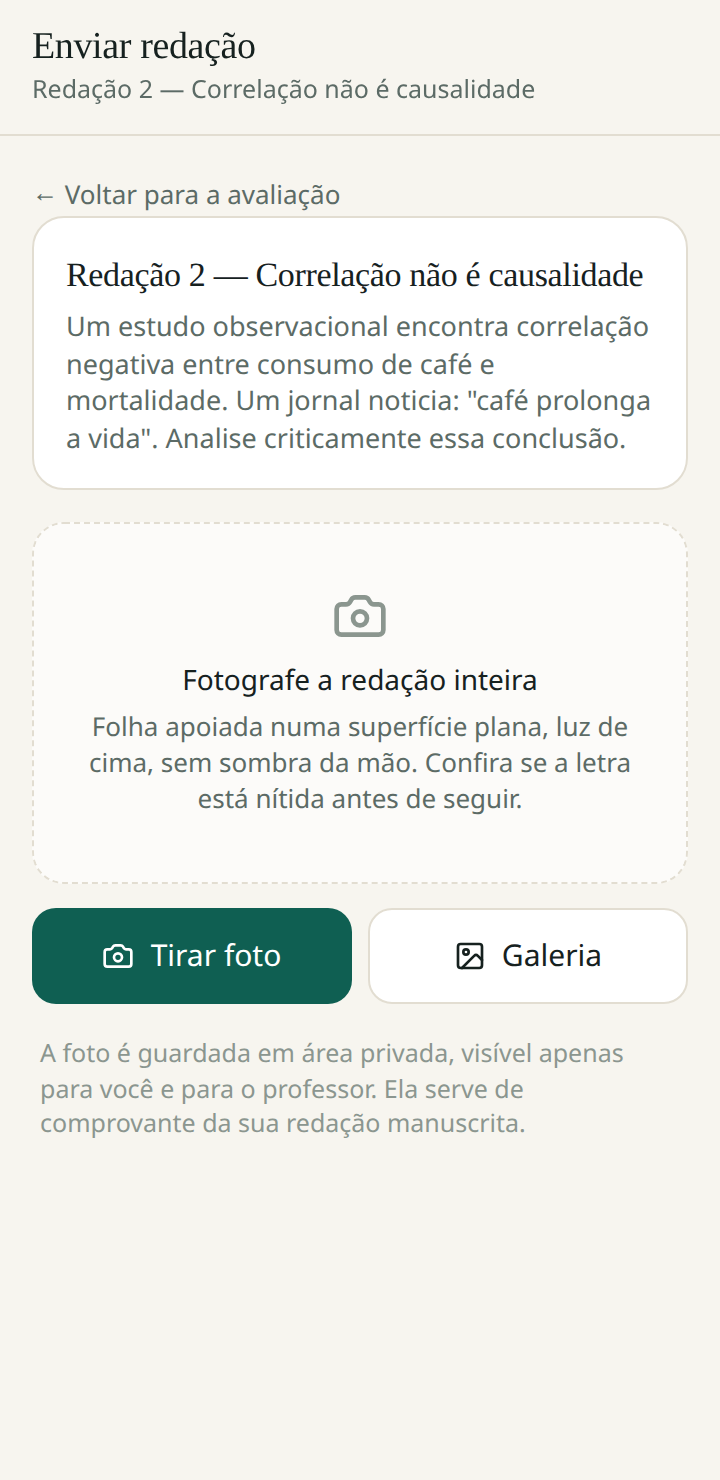 Enviar redação
Redação 2 — Correlação não é causalidade
← Voltar para a avaliação
Redação 2 — Correlação não é causalidade
Um estudo observacional encontra correlação
negativa entre consumo de café e
mortalidade. Um jornal noticia: "café prolonga
a vida". Analise criticamente essa conclusão.
Fotografe a redação inteira
Folha apoiada numa superfície plana, luz de
cima, sem sombra da mão. Confira se a letra
está nítida antes de seguir.
Tirar foto
Galeria
A foto é guardada em área privada, visível apenas
para você e para o professor. Ela serve de
comprovante da sua redação manuscrita.